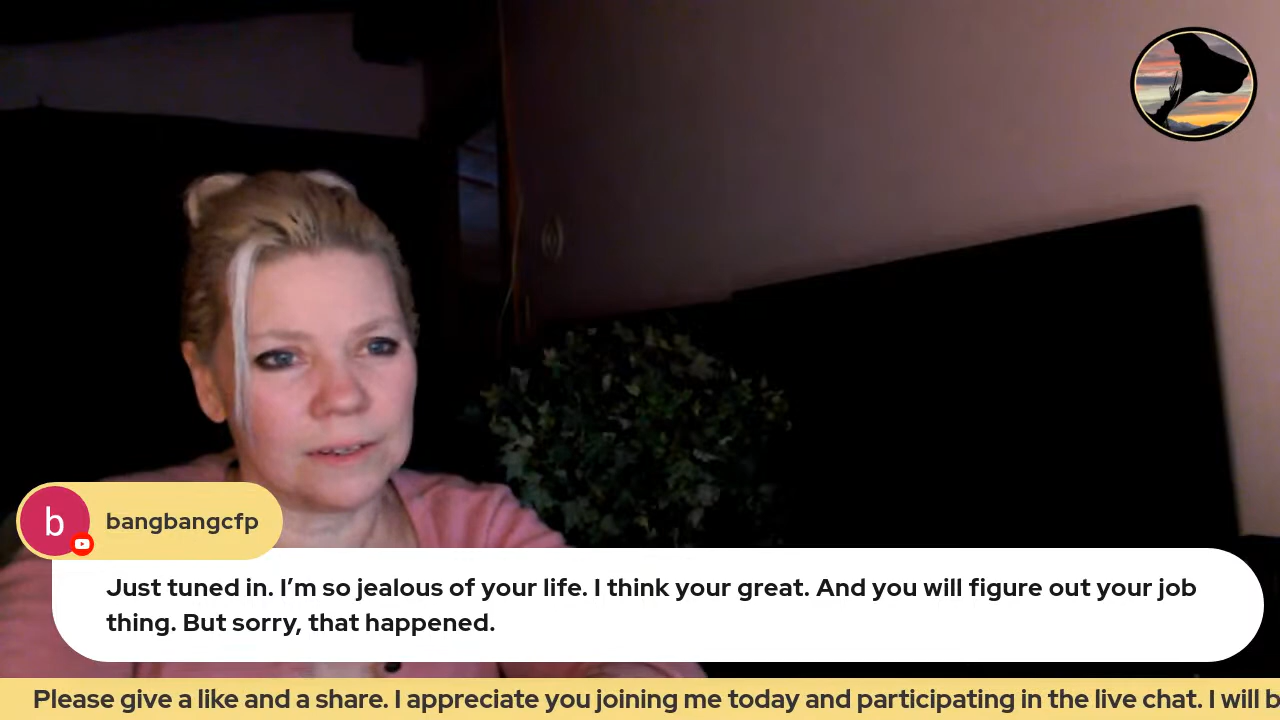 b
bangbangcfp
Just tuned in. I’m so jealous of your life. I think your great. And you will figure out your job
thing. But sorry, that happened.
Please give a like and a share. I appreciate you joining me today and participating in the live chat. I will b